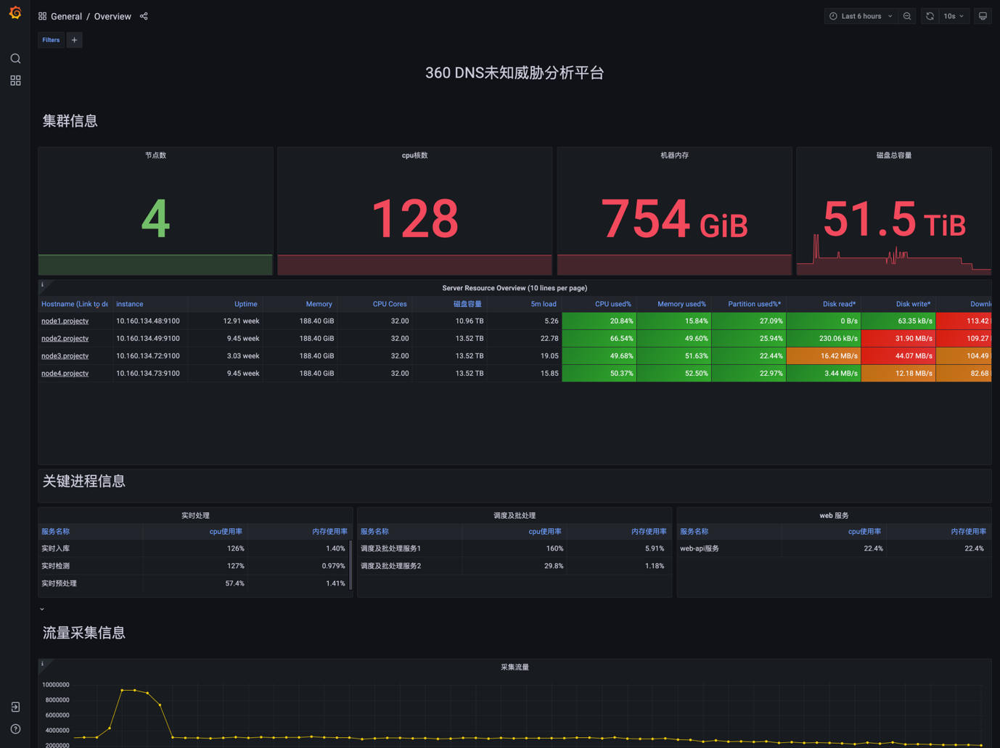 General / Overview
Last 6 hours
10s
Filters
360 DNS未知威胁分析平台
集群信息
节点数
4
cpu核数
128
机器内存
754 GiB
磁盘总容量
51.5 TiB
Server Resource Overview (10 lines per page)
Hostname (Link to de instance Uptime Memory CPU Cores 磁盘容量 5m load CPU used% Memory used% Partition used%* Disk read* Disk write* Downl
node1.projectv 10.160.134.48:9100 12.91 week 188.40 GiB 32.00 10.96 TB 5.26 20.84% 15.84% 27.09% 0 B/s 63.35 kB/s 113.42
node2.projectv 10.160.134.49:9100 9.45 week 188.40 GiB 32.00 13.52 TB 22.78 66.54% 49.60% 25.94% 230.06 kB/s 31.90 MB/s 109.27
node3.projectv 10.160.134.72:9100 3.03 week 188.40 GiB 32.00 13.52 TB 19.05 49.68% 51.63% 22.44% 16.42 MB/s 44.07 MB/s 104.49
node4.projectv 10.160.134.73:9100 9.45 week 188.40 GiB 32.00 13.52 TB 15.85 50.37% 52.50% 22.97% 3.44 MB/s 12.18 MB/s 82.68
关键进程信息
实时处理
服务名称 cpu使用率 内存使用率
实时入库 126% 1.40%
实时检测 127% 0.979%
实时预处理 57.4% 1.41%
调度及批处理
服务名称 cpu使用率 内存使用率
调度及批处理服务1 160% 5.91%
调度及批处理服务2 29.8% 1.18%
web 服务
服务名称 cpu使用率 内存使用率
web-api服务 22.4% 22.4%
流量采集信息
采集流量
10000000
8000000
6000000
4000000
2000000